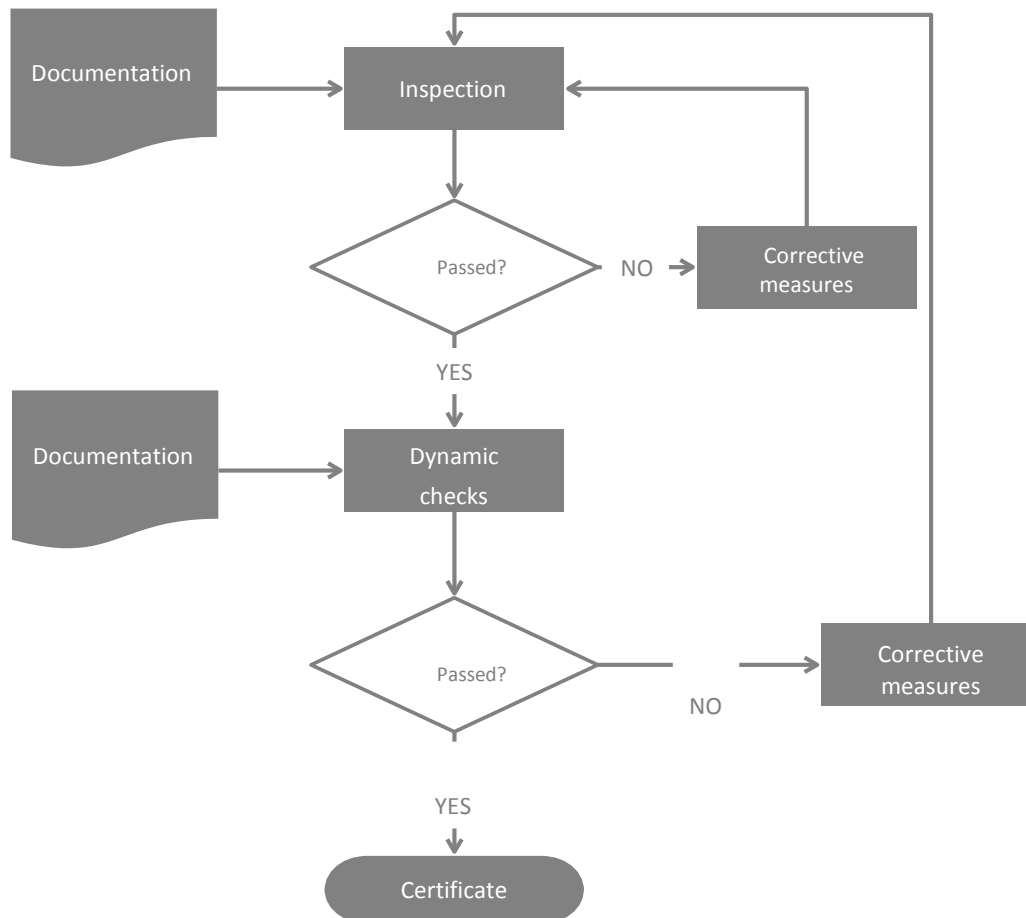 Documentation
Inspection
Passed?
NO
Corrective
measures
YES
Documentation
Dynamic
checks
Passed?
NO
Corrective
measures
YES
Certificate